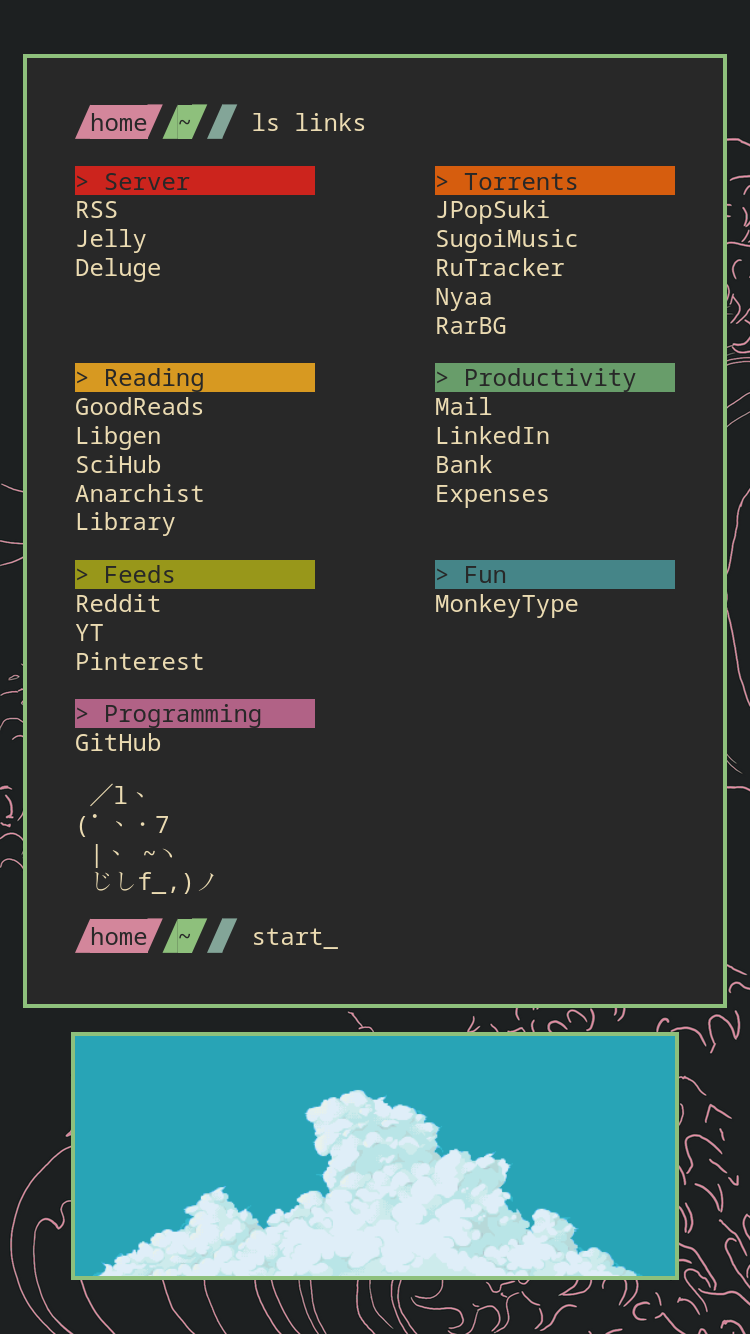 home ~ ls links
> Server
RSS
Jelly
Deluge
> Torrents
JPopSuki
SugoiMusic
RuTracker
Nyaa
RarBG
> Reading
GoodReads
Libgen
SciHub
Anarchist
Library
> Productivity
Mail
LinkedIn
Bank
Expenses
> Feeds
Reddit
YT
Pinterest
> Fun
MonkeyType
> Programming
GitHub
／l、
(ﾟ､ ｡ 7
|、 ~ヽ
じしf_,)ノ
home ~ start_